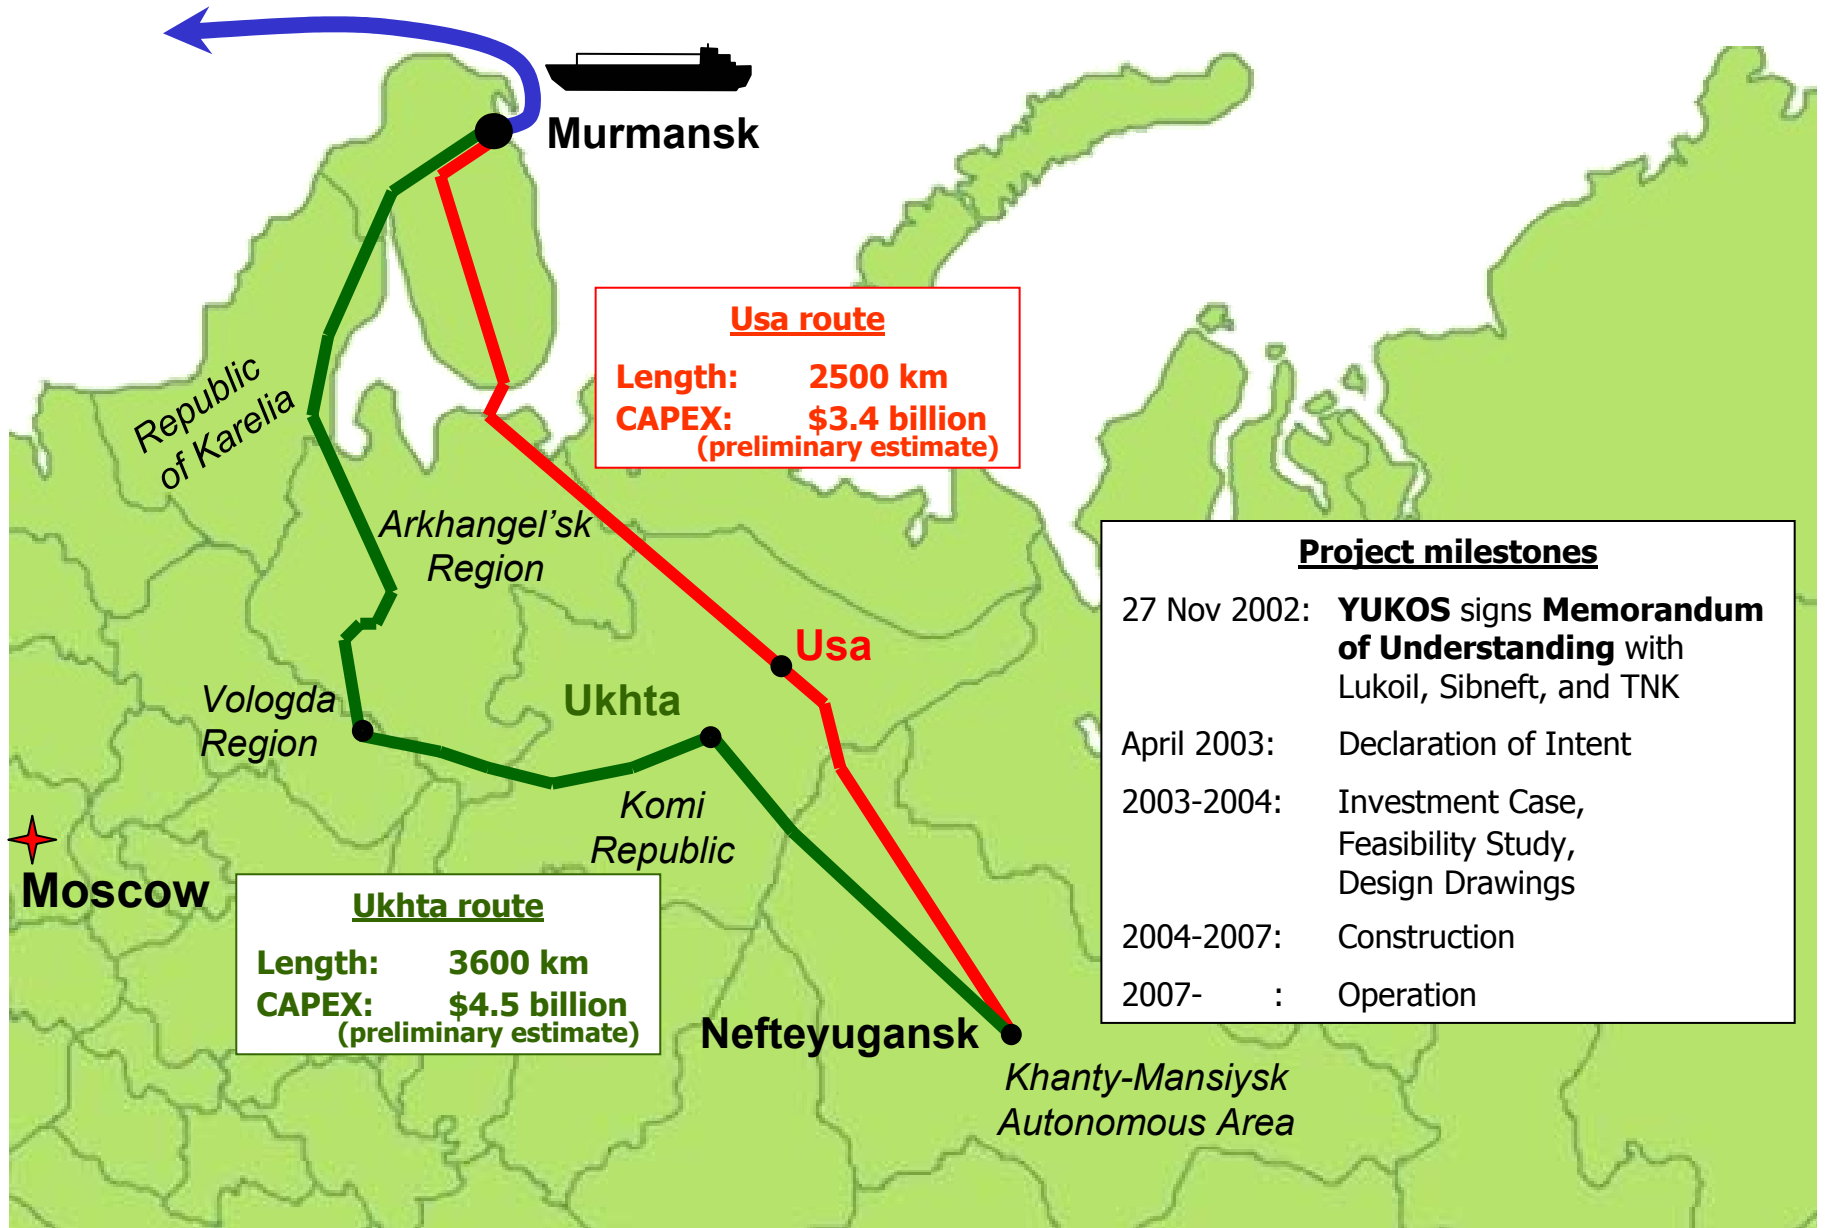 Murmansk
Usa route
Length: 2500 km
CAPEX: $3.4 billion
(preliminary estimate)
Republic
of Karelia
Arkhangel’sk
Region
Project milestones
27 Nov 2002: YUKOS signs Memorandum
of Understanding with
Lukoil, Sibneft, and TNK
April 2003: Declaration of Intent
2003-2004: Investment Case,
Feasibility Study,
Design Drawings
2004-2007: Construction
2007- : Operation
Usa
Ukhta
Vologda
Region
Komi
Republic
Moscow
Ukhta route
Length: 3600 km
CAPEX: $4.5 billion
(preliminary estimate)
Nefteyugansk
Khanty-Mansiysk
Autonomous Area